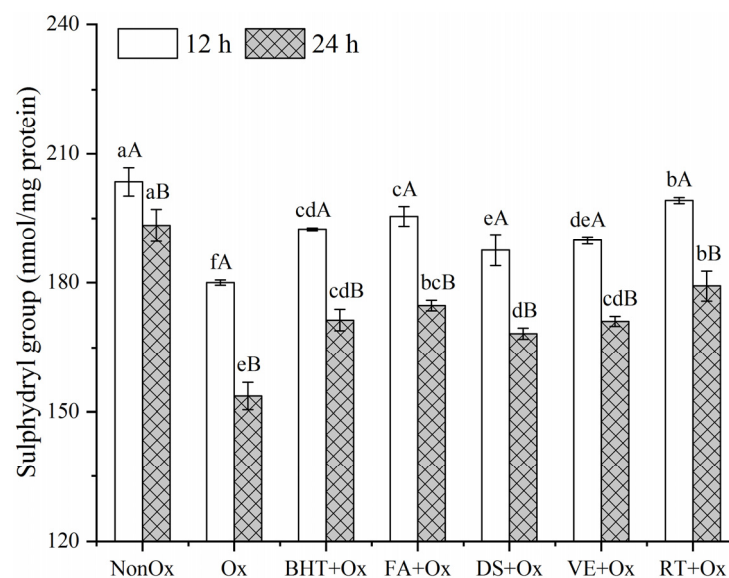 240
12 h 24 h
210
180
150
120
Sulphydryl group (nmol/mg protein)
aA
aB
fA
eB
cdA
cdB
cA
bcB
eA
dB
deA
cdB
bA
bB
NonOx Ox BHT+Ox FA+Ox DS+Ox VE+Ox RT+Ox